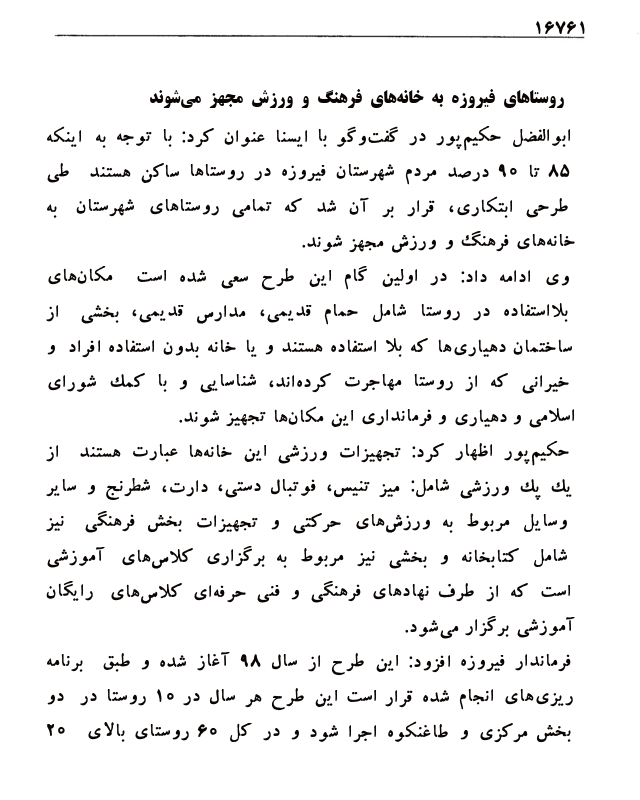 ۱۶۷۶۱
روستاهای فیروزه به خانه‌های فرهنگ و ورزش مجهز می‌شوند
ابوالفضل حکیم‌پور در گفت‌وگو با ایسنا عنوان کرد: با توجه به اینکه
۸۵ تا ۹۰ درصد مردم شهرستان فیروزه در روستاها ساکن هستند طی
طرحی ابتکاری، قرار بر آن شد که تمامی روستاهای شهرستان به
خانه‌های فرهنگ و ورزش مجهز شوند.
وی ادامه داد: در اولین گام این طرح سعی شده است مکان‌های
بلااستفاده در روستا شامل حمام قدیمی، مدارس قدیمی، بخشی از
ساختمان دهیاری‌ها که بلا استفاده هستند و یا خانه بدون استفاده افراد و
خیرانی که از روستا مهاجرت کرده‌اند، شناسایی و با کمك شورای
اسلامی و دهیاری و فرمانداری این مکان‌ها تجهیز شوند.
حکیم‌پور اظهار کرد: تجهیزات ورزشی این خانه‌ها عبارت هستند از
یك پك ورزشی شامل: میز تنیس، فوتبال دستی، دارت، شطرنج و سایر
وسایل مربوط به ورزش‌های حرکتی و تجهیزات بخش فرهنگی نیز
شامل کتابخانه و بخشی نیز مربوط به برگزاری کلاس‌های آموزشی
است که از طرف نهادهای فرهنگی و فنی حرفه‌ای کلاس‌های رایگان
آموزشی برگزار می‌شود.
فرماندار فیروزه افزود: این طرح از سال ۹۸ آغاز شده و طبق برنامه
ریزی‌های انجام شده قرار است این طرح هر سال در ۱۰ روستا در دو
بخش مرکزی و طاغنکوه اجرا شود و در کل ۶۰ روستای بالای ۲۰